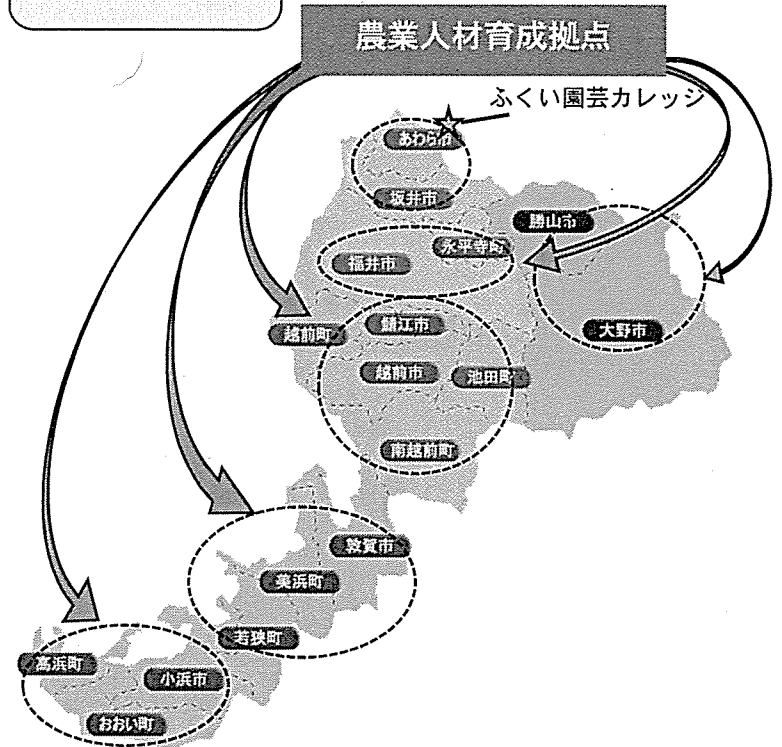 農業人材育成拠点
ふくい園芸カレッジ
あわら市
坂井市
勝山市
永平寺町
福井市
大野市
越前町
鯖江市
越前市
池田町
南越前町
敦賀市
美浜町
若狭町
高浜町
小浜市
おおい町